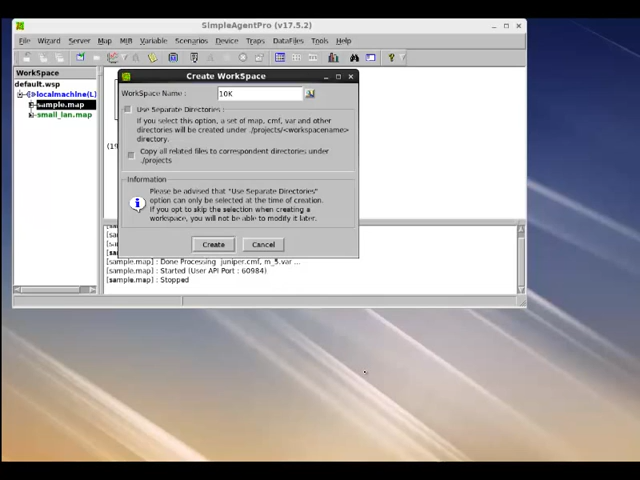 SimpleAgentPro (v17.5.2)
File Wizard Server Map MIB Variable Scenarios Device Traps DataFiles Tools Help
WorkSpace
default.wsp
localmachine(L)
sample.map
small_lan.map
Create WorkSpace
WorkSpace Name : 10K
Use Separate Directories :
If you select this option, a set of map, cmf, var and other
directories will be created under ./projects/<workspacename>
directory.
Copy all related files to correspondent directories under
./projects
Information
Please be advised that "Use Separate Directories"
option can only be selected at the time of creation.
If you opt to skip the selection when creating a
workspace, you will not be able to modify it later.
Create Cancel
[sample.map] : Done Processing juniper.cmf, m_5.var ...
[sample.map] : Started (User API Port : 60984)
[sample.map] : Stopped